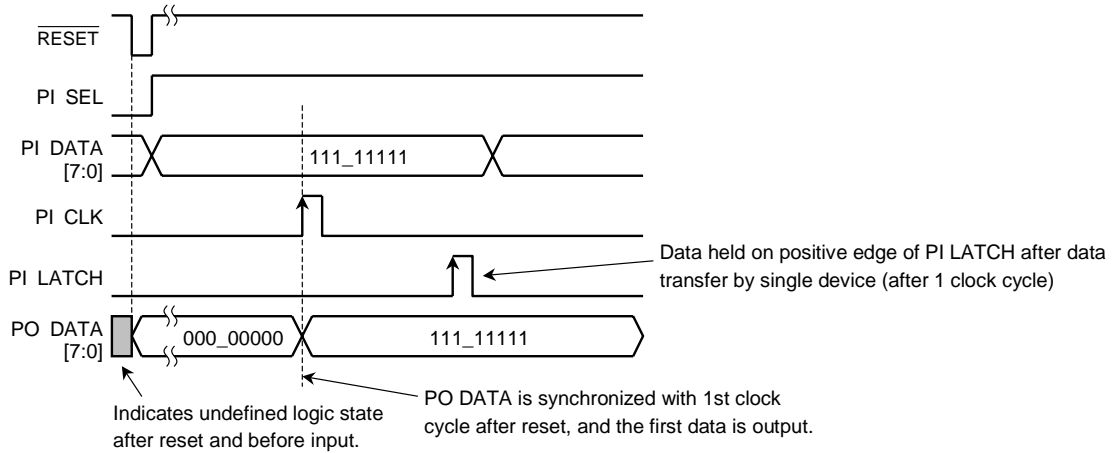 RESET
PI SEL
PI DATA
[7:0]
111_11111
PI CLK
PI LATCH
Data held on positive edge of PI LATCH after data
transfer by single device (after 1 clock cycle)
PO DATA
[7:0]
000_00000
111_11111
Indicates undefined logic state
after reset and before input.
PO DATA is synchronized with 1st clock
cycle after reset, and the first data is output.